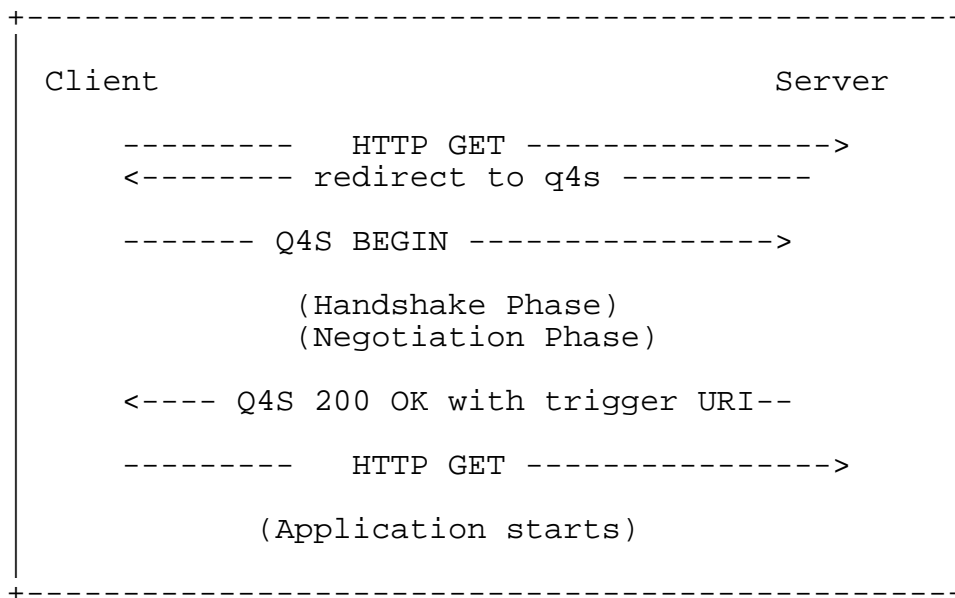 Client Server
--------- HTTP GET ---------------->
<-------- redirect to q4s ----------
------- Q4S BEGIN ---------------->
(Handshake Phase)
(Negotiation Phase)
<---- Q4S 200 OK with trigger URI--
--------- HTTP GET ---------------->
(Application starts)